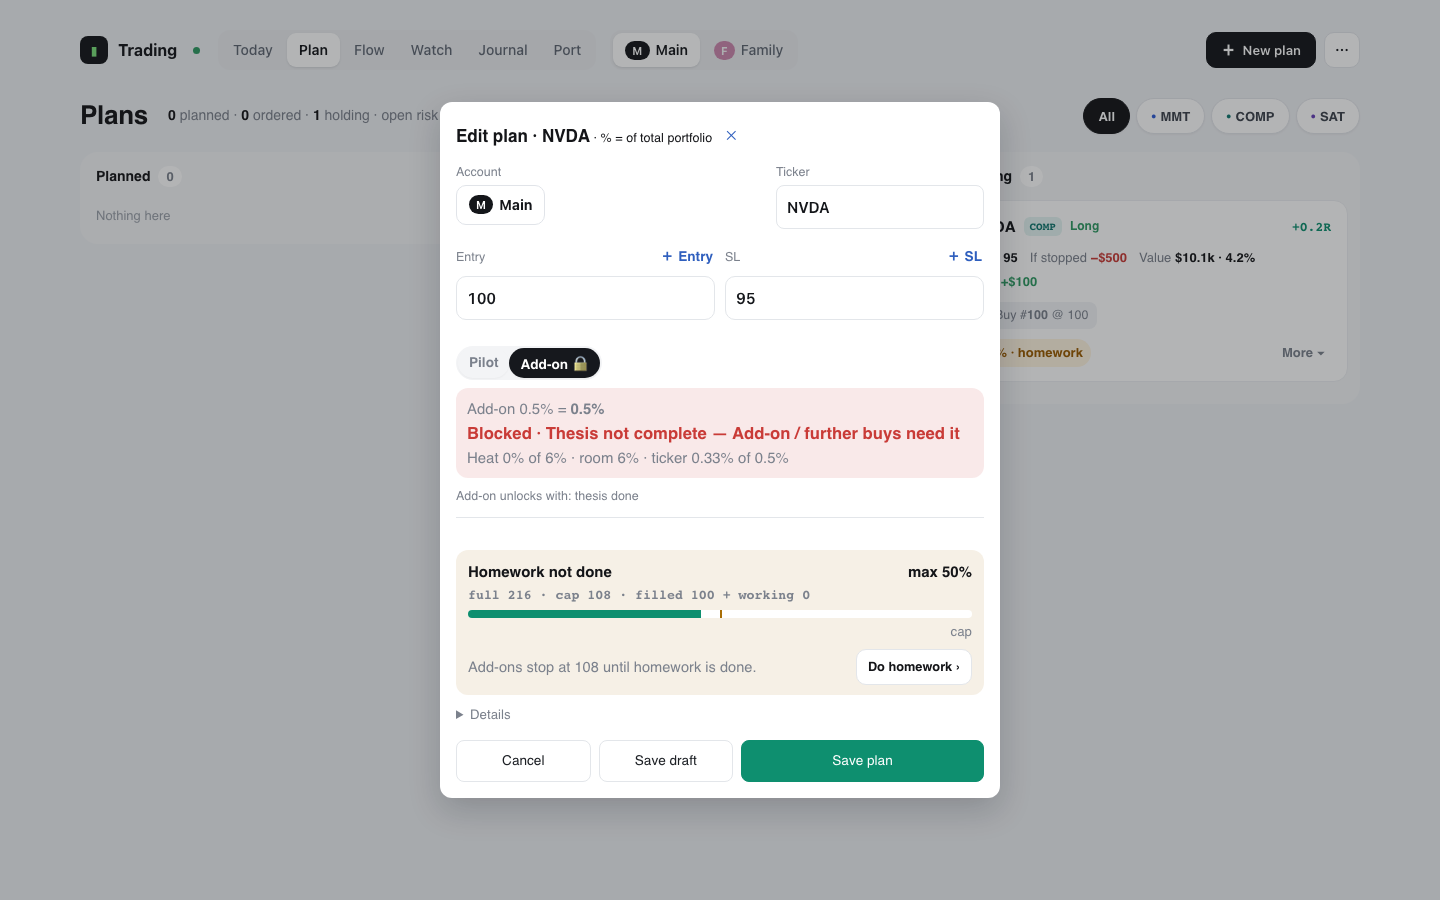 Trading
Today Plan Flow Watch Journal Port
M Main F Family
+ New plan
...
Plans 0 planned · 0 ordered · 1 holding · open risk
All • MMT • COMP • SAT
Planned 0
Nothing here
Edit plan · NVDA · % = of total portfolio ×
Account
M Main
Ticker
NVDA
Entry + Entry
100
SL + SL
95
Pilot Add-on 🔒
Add-on 0.5% = 0.5%
Blocked · Thesis not complete — Add-on / further buys need it
Heat 0% of 6% · room 6% · ticker 0.33% of 0.5%
Add-on unlocks with: thesis done
Homework not done max 50%
full 216 · cap 108 · filled 100 + working 0
cap
Add-ons stop at 108 until homework is done.
Do homework ›
▶ Details
Cancel Save draft Save plan
1
COMP Long +0.2R
95 If stopped −$500 Value $10.1k · 4.2%
+$100
Buy #100 @ 100
% · homework
More